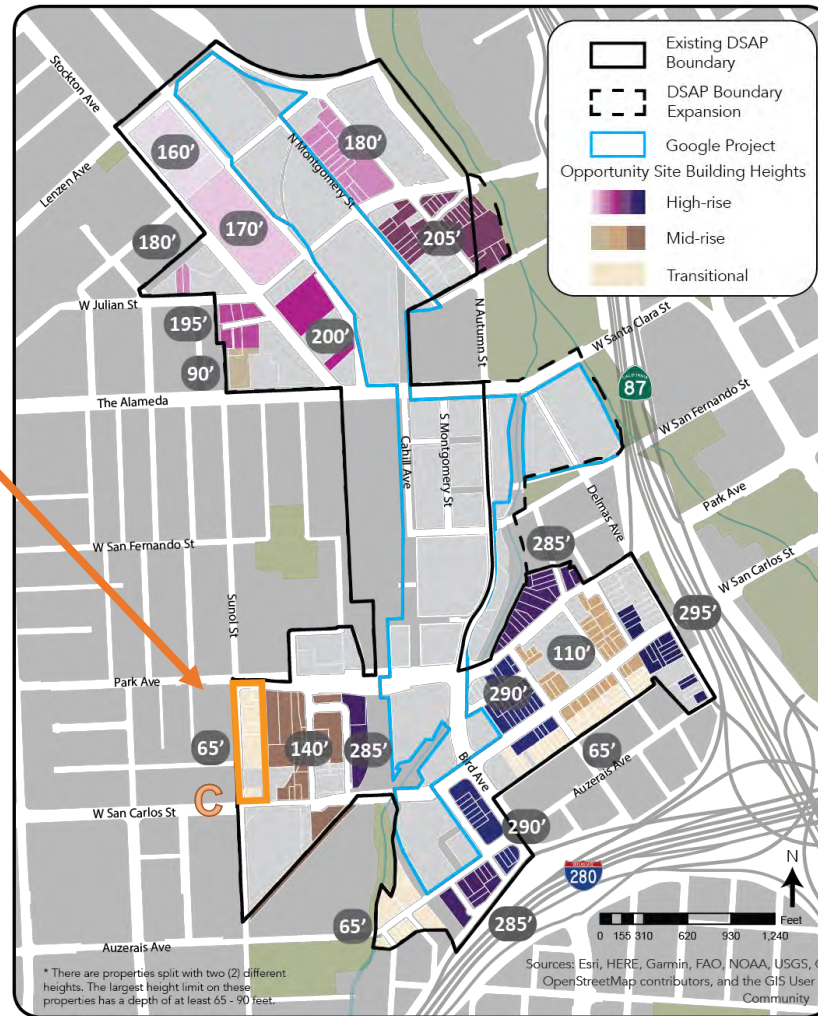 Existing DSAP
Boundary
DSAP Boundary
Expansion
Google Project
Opportunity Site Building Heights
High-rise
Mid-rise
Transitional
Stockton Ave
Lenzen Ave
160'
180'
N Montgomery St
170'
205'
180'
W Julian St
195'
200'
90'
N Autumn St
W Santa Clara St
CALIFORNIA
87
The Alameda
W San Fernando St
S Montgomery St
Cahill Ave
Park Ave
Delmas Ave
W San Fernando St
285'
W San Carlos St
Sunol St
295'
110'
Park Ave
290'
65'
140'
285'
65'
Bird Ave
Auzerais Ave
C
W San Carlos St
290'
280
N
65'
285'
Feet
0 155 310 620 930 1,240
Auzerais Ave
* There are properties split with two (2) different
heights. The largest height limit on these
properties has a depth of at least 65 - 90 feet.
Sources: Esri, HERE, Garmin, FAO, NOAA, USGS,
OpenStreetMap contributors, and the GIS User
Community